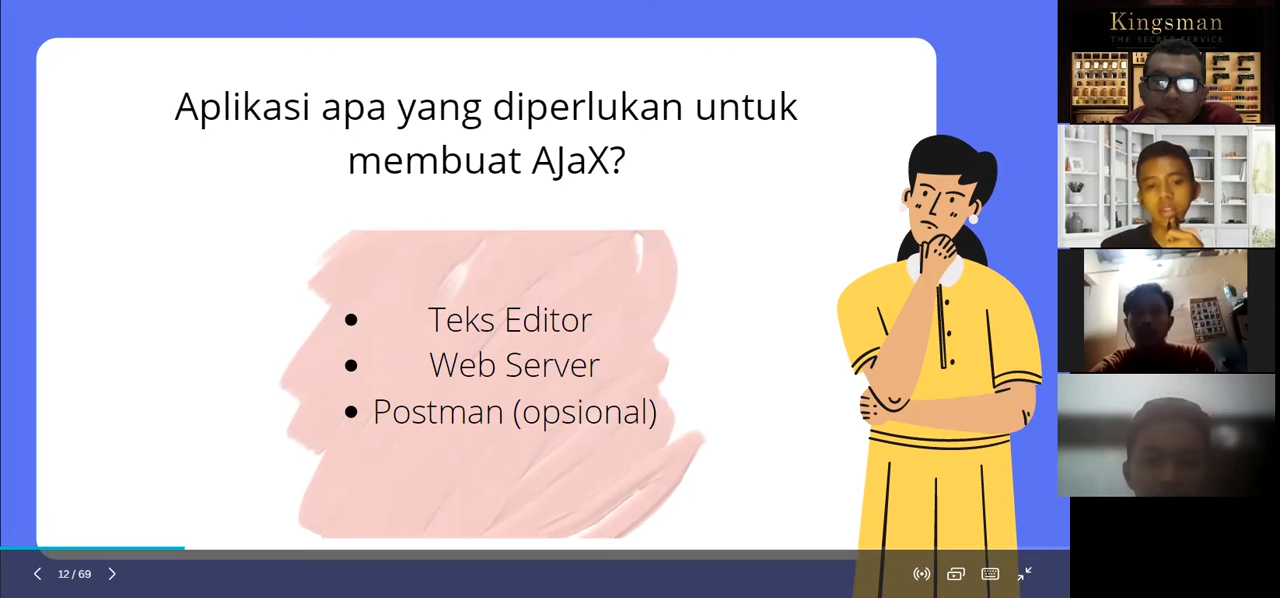 Aplikasi apa yang diperlukan untuk
membuat AJaX?
Teks Editor
Web Server
Postman (opsional)
12 / 69
Kingsman
THE SECRET SERVICE